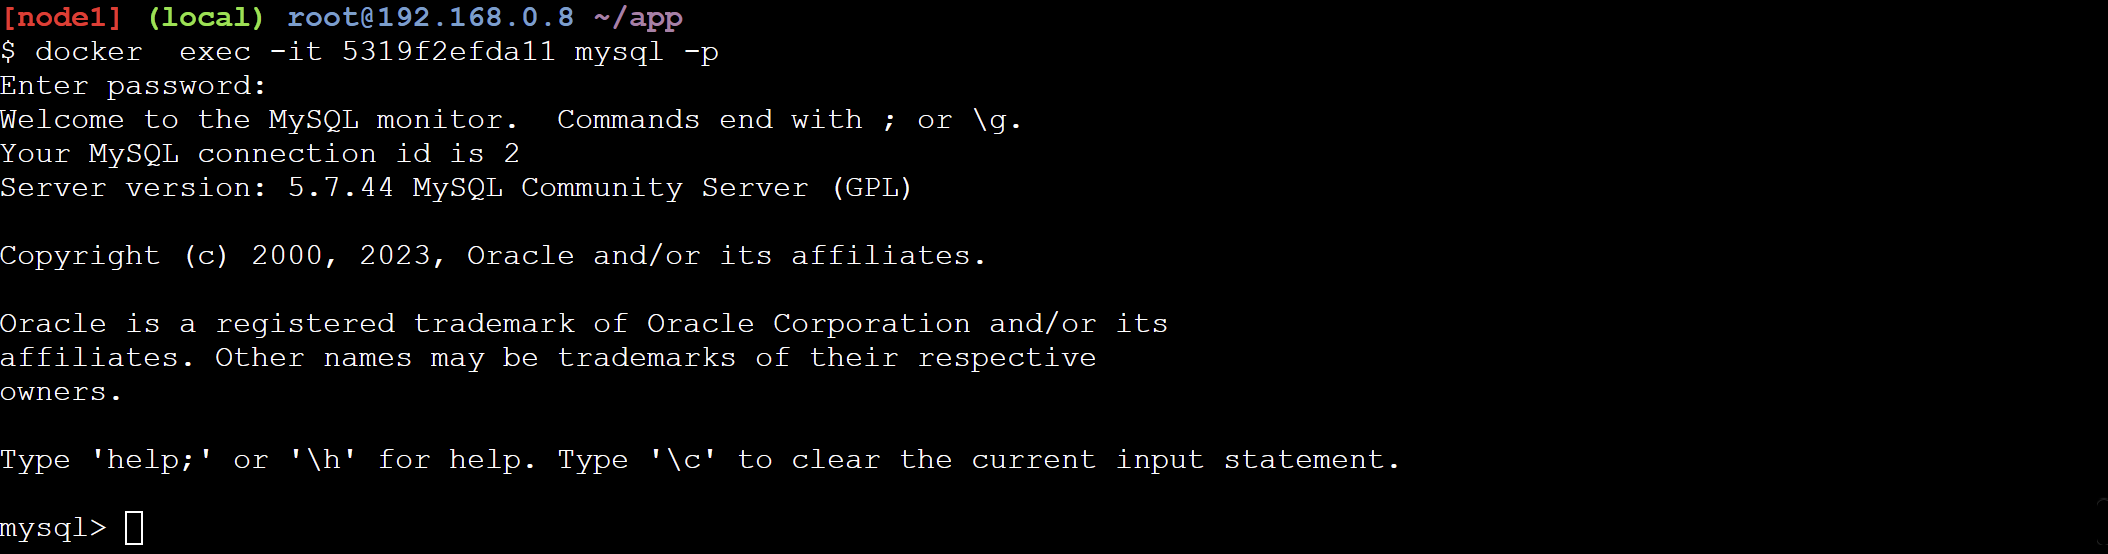 [node1] (local) root@192.168.0.8 ~/app
$ docker  exec -it 5319f2efda11 mysql -p
Enter password:
Welcome to the MySQL monitor.  Commands end with ; or \g.
Your MySQL connection id is 2
Server version: 5.7.44 MySQL Community Server (GPL)
Copyright (c) 2000, 2023, Oracle and/or its affiliates.
Oracle is a registered trademark of Oracle Corporation and/or its
affiliates. Other names may be trademarks of their respective
owners.
Type 'help;' or '\h' for help. Type '\c' to clear the current input statement.
mysql>